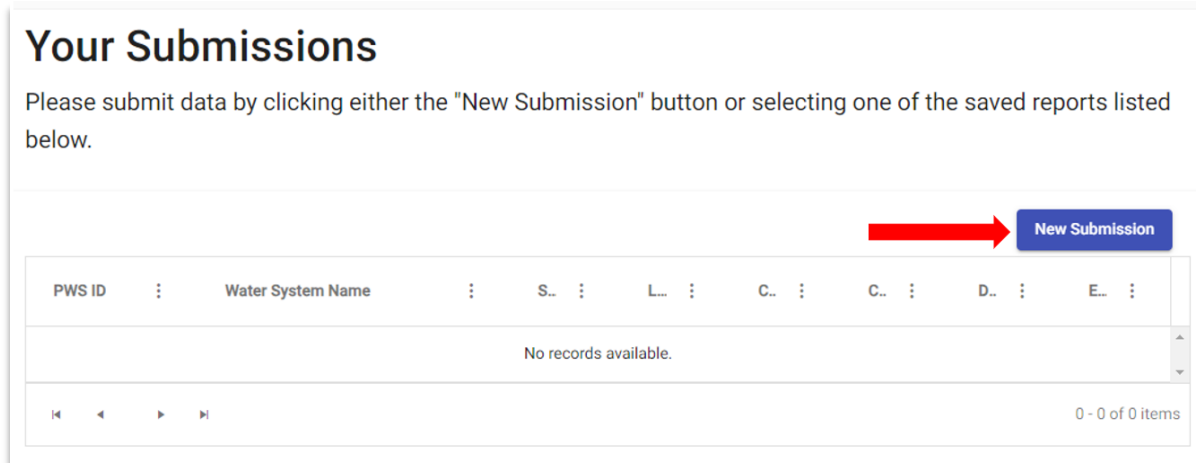 Your Submissions
Please submit data by clicking either the "New Submission" button or selecting one of the saved reports listed
below.
New Submission
PWS ID Water System Name S... L... C... C... D... E...
No records available.
0 - 0 of 0 items